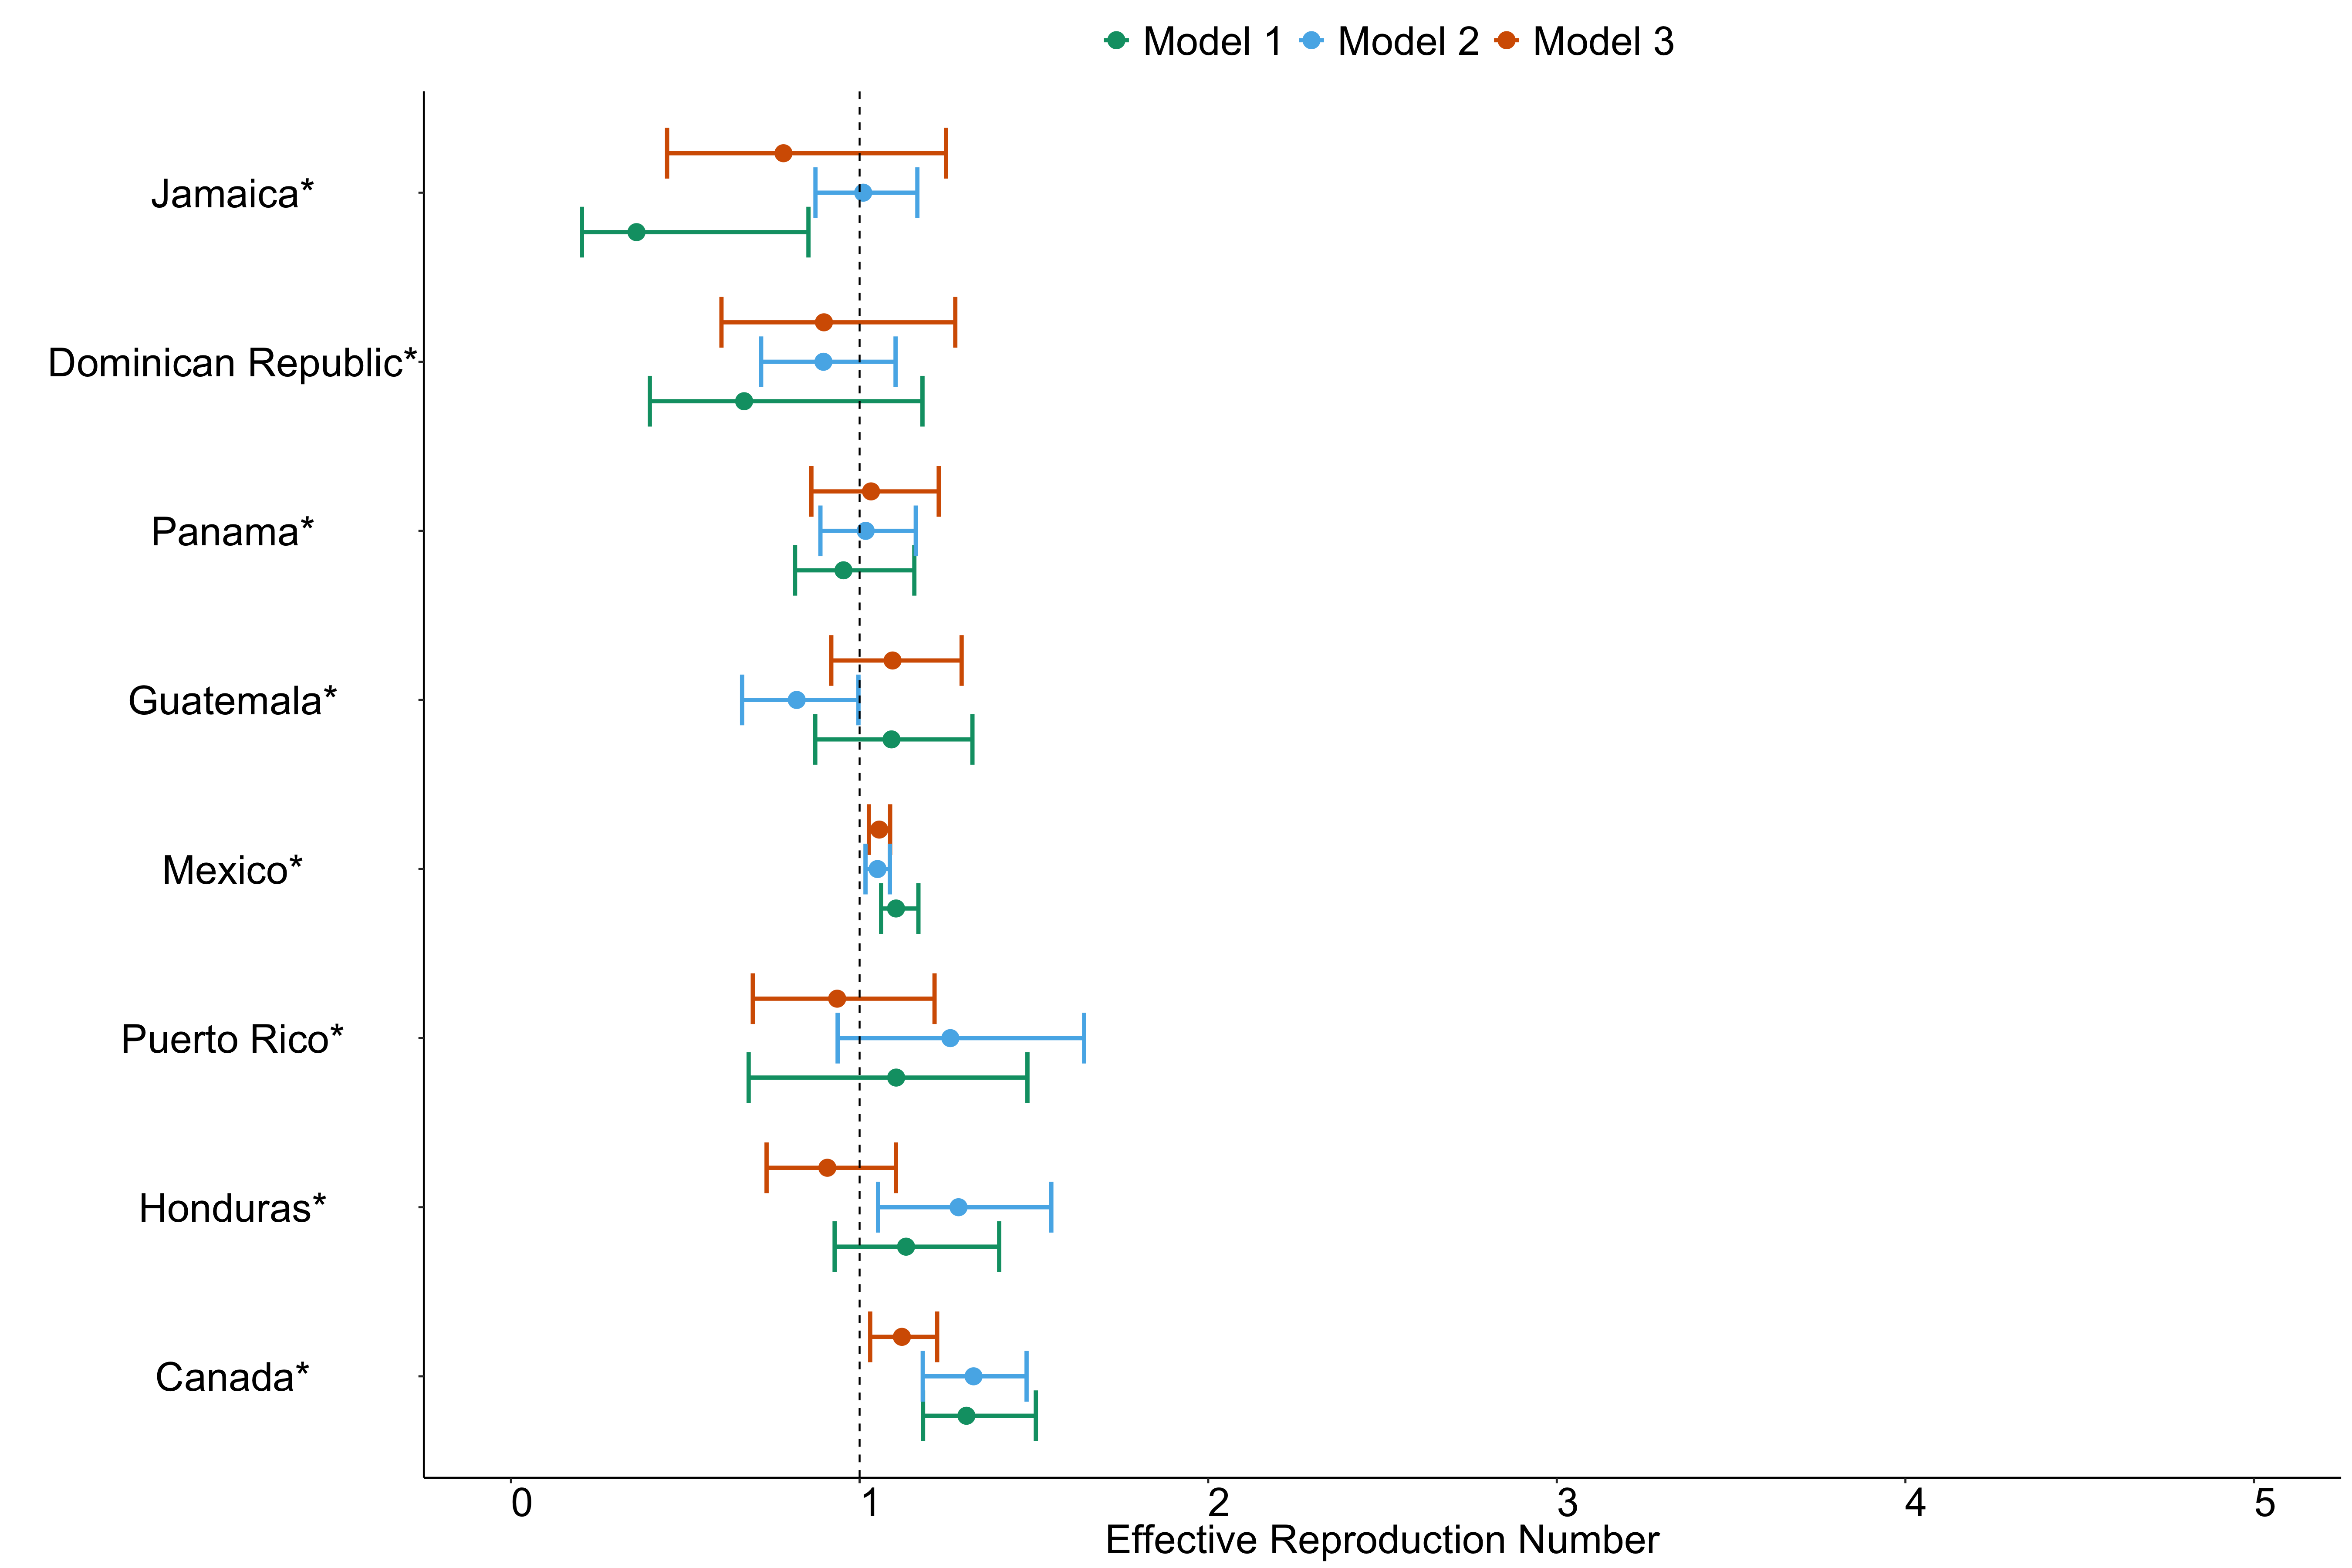 Model 1 Model 2 Model 3
Jamaica*
Dominican Republic*
Panama*
Guatemala*
Mexico*
Puerto Rico*
Honduras*
Canada*
0 1 2 3 4 5
Effective Reproduction Number